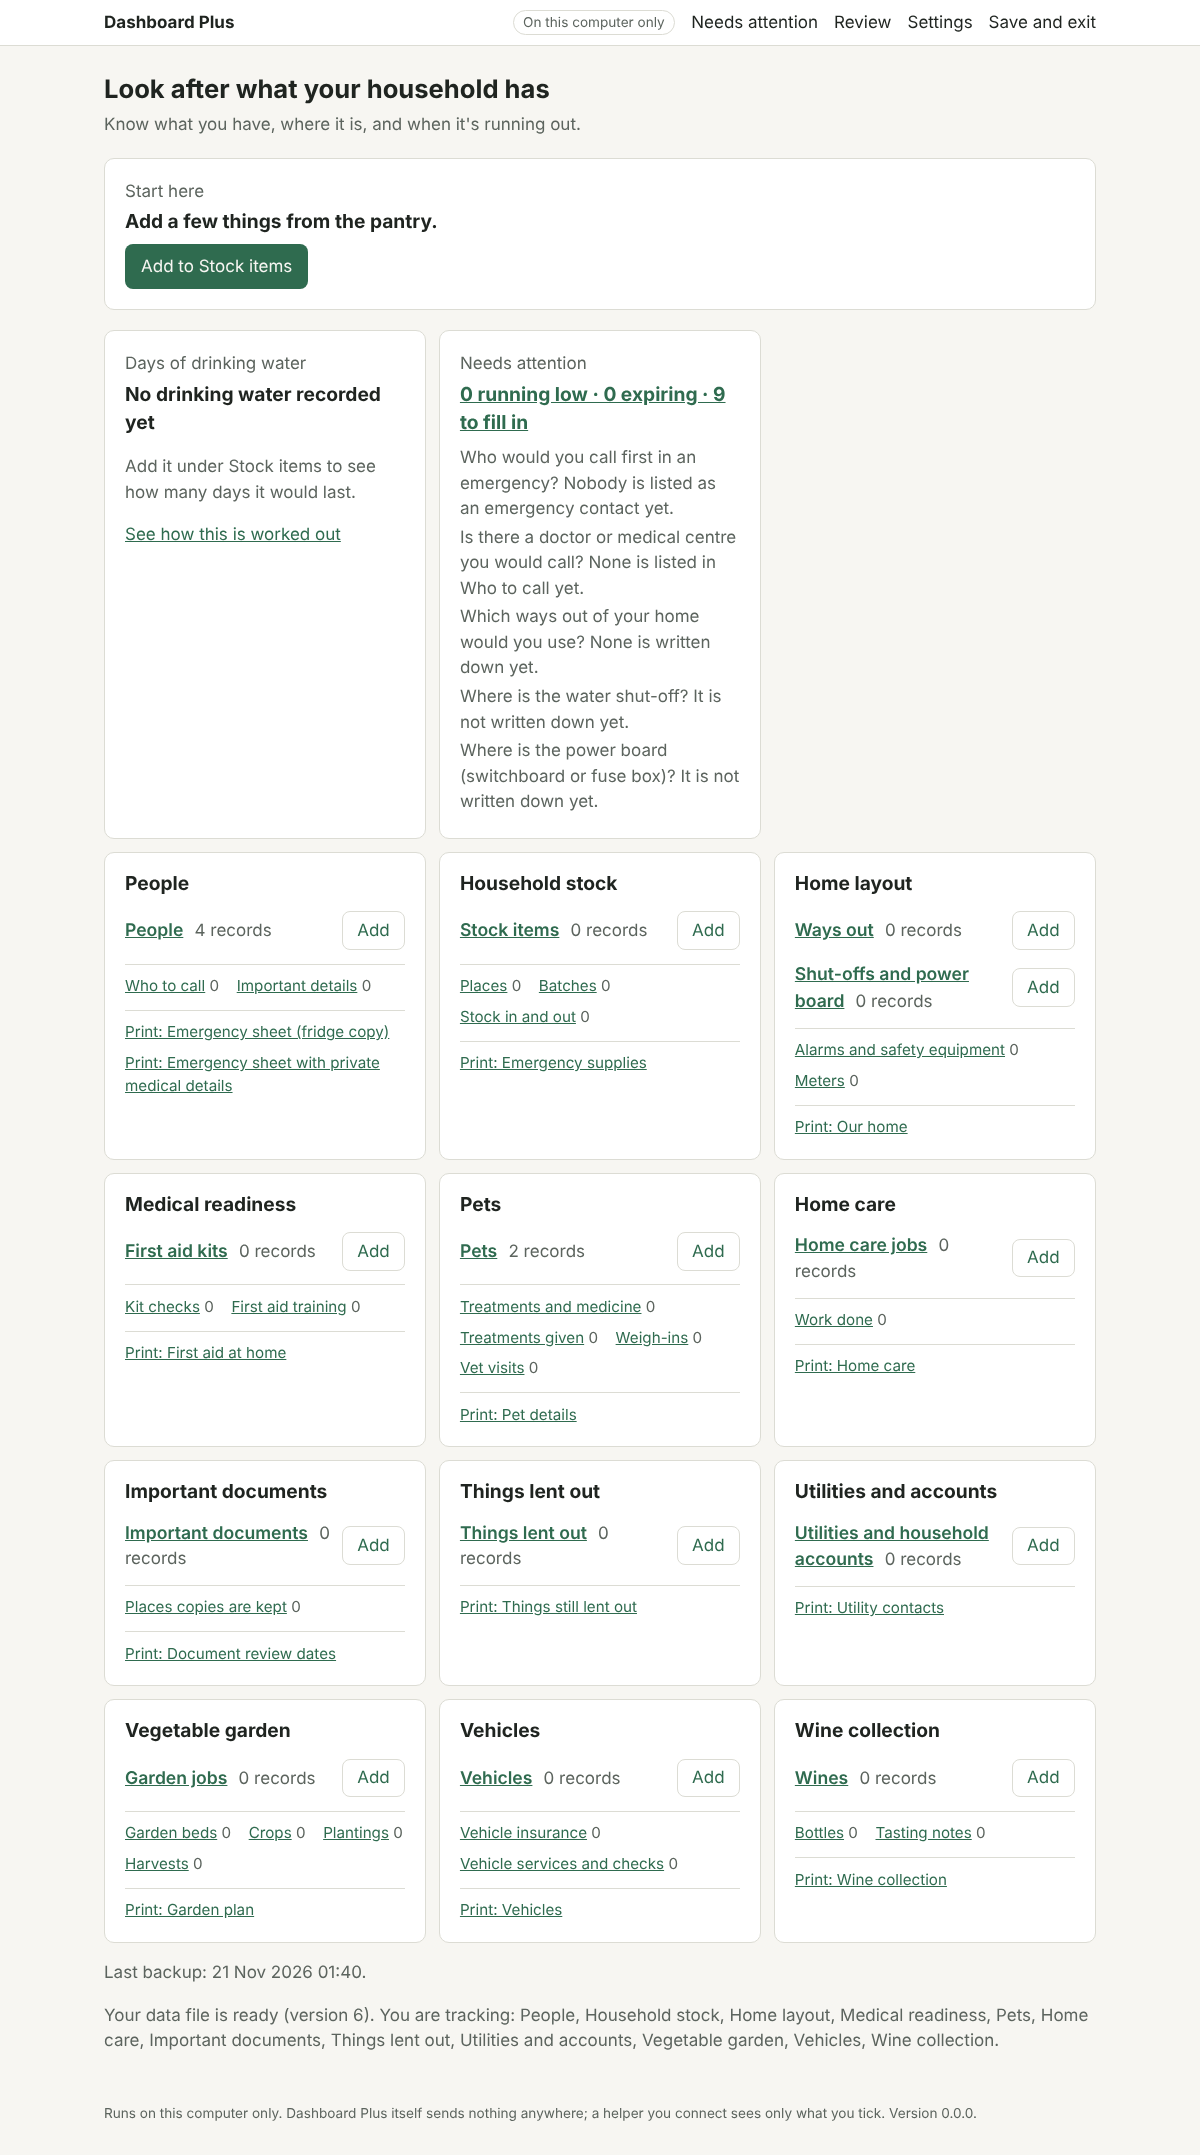 Dashboard Plus
On this computer only
Needs attention
Review
Settings
Save and exit
Look after what your household has
Know what you have, where it is, and when it's running out.
Start here
Add a few things from the pantry.
Add to Stock items
Days of drinking water
No drinking water recorded
yet
Add it under Stock items to see
how many days it would last.
See how this is worked out
Needs attention
0 running low · 0 expiring · 9
to fill in
Who would you call first in an
emergency? Nobody is listed as
an emergency contact yet.
Is there a doctor or medical centre
you would call? None is listed in
Who to call yet.
Which ways out of your home
would you use? None is written
down yet.
Where is the water shut-off? It is
not written down yet.
Where is the power board
(switchboard or fuse box)? It is not
written down yet.
People
People 4 records Add
Who to call 0 Important details 0
Print: Emergency sheet (fridge copy)
Print: Emergency sheet with private
medical details
Household stock
Stock items 0 records Add
Places 0 Batches 0
Stock in and out 0
Print: Emergency supplies
Home layout
Ways out 0 records Add
Shut-offs and power
board 0 records Add
Alarms and safety equipment 0
Meters 0
Print: Our home
Medical readiness
First aid kits 0 records Add
Kit checks 0 First aid training 0
Print: First aid at home
Pets
Pets 2 records Add
Treatments and medicine 0
Treatments given 0 Weigh-ins 0
Vet visits 0
Print: Pet details
Home care
Home care jobs 0
records Add
Work done 0
Print: Home care
Important documents
Important documents 0
records Add
Places copies are kept 0
Print: Document review dates
Things lent out
Things lent out 0
records Add
Print: Things still lent out
Utilities and accounts
Utilities and household
accounts 0 records Add
Print: Utility contacts
Vegetable garden
Garden jobs 0 records Add
Garden beds 0 Crops 0 Plantings 0
Harvests 0
Print: Garden plan
Vehicles
Vehicles 0 records Add
Vehicle insurance 0
Vehicle services and checks 0
Print: Vehicles
Wine collection
Wines 0 records Add
Bottles 0 Tasting notes 0
Print: Wine collection
Last backup: 21 Nov 2026 01:40.
Your data file is ready (version 6). You are tracking: People, Household stock, Home layout, Medical readiness, Pets, Home
care, Important documents, Things lent out, Utilities and accounts, Vegetable garden, Vehicles, Wine collection.
Runs on this computer only. Dashboard Plus itself sends nothing anywhere; a helper you connect sees only what you tick. Version 0.0.0.